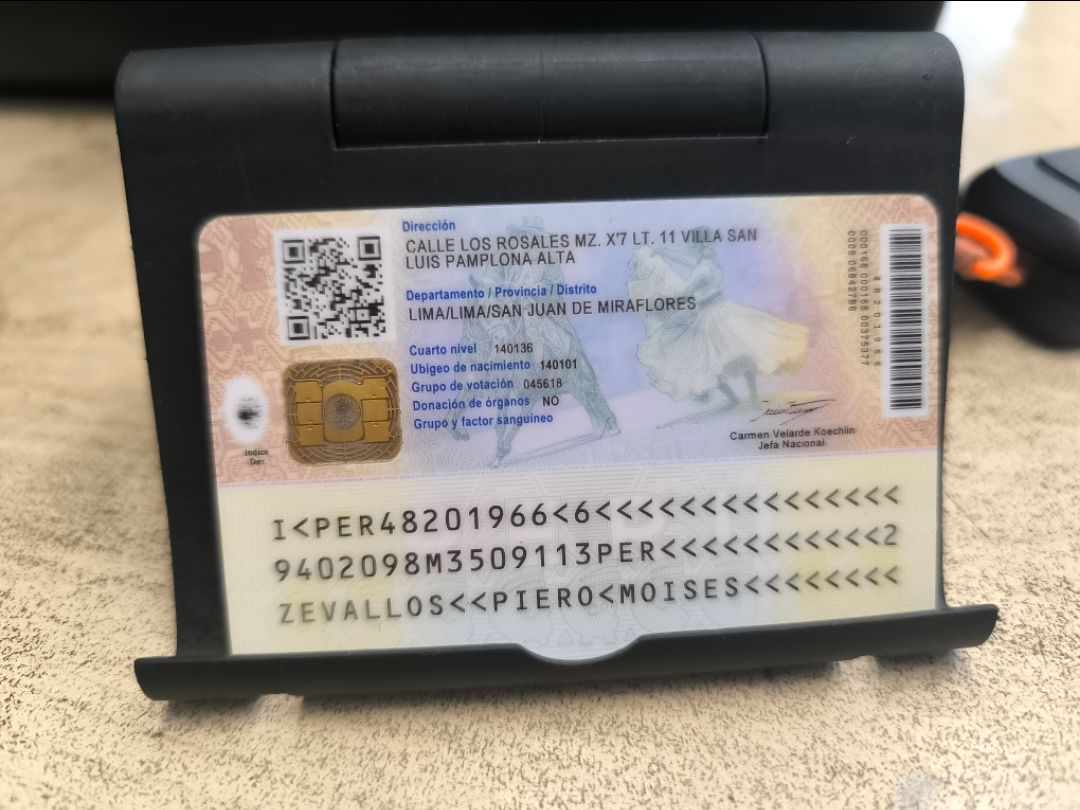 Dirección
CALLE LOS ROSALES MZ. X'7 LT. 11 VILLA SAN
LUIS PAMPLONA ALTA
Departamento / Provincia / Distrito
LIMA/LIMA/SAN JUAN DE MIRAFLORES
Cuarto nivel 140136
Ubigeo de nacimiento 140101
Grupo de votación 045618
Donación de órganos NO
Grupo y factor sanguíneo
Indice
Der.
Carmen Velarde Koechlin
Jefa Nacional
I<PER48201966<6<<<<<<<<<<<<<<<
9402098M3509113PER<<<<<<<<<<<2
ZEVALLOS<<PIERO<MOISES<<<<<<<<